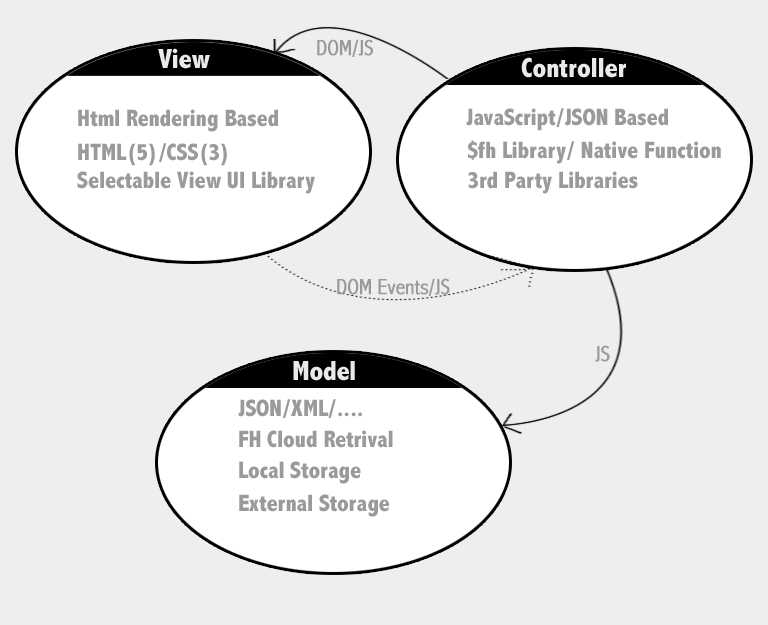 View
Html Rendering Based
HTML(5)/CSS(3)
Selectable View UI Library
DOM/JS
Controller
JavaScript/JSON Based
$fh Library/ Native Function
3rd Party Libraries
DOM Events/JS
JS
Model
JSON/XML/....
FH Cloud Retrival
Local Storage
External Storage